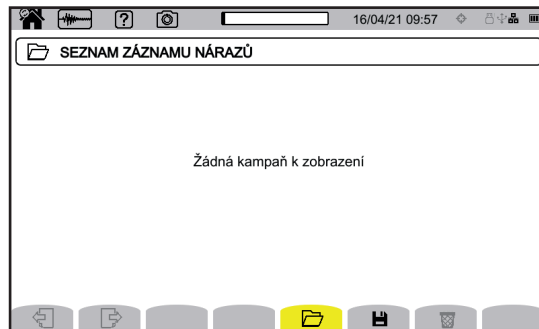 ?
16/04/21 09:57
SEZNAM ZÁZNAMU NÁRAZŮ
Žádná kampaň k zobrazení